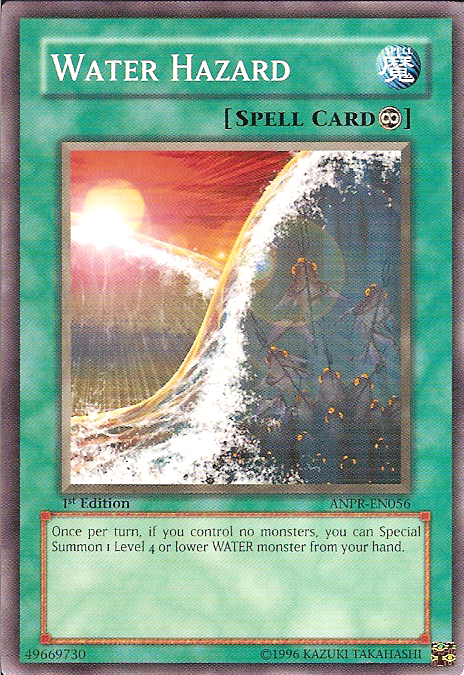 WATER HAZARD
SPELL
魔
[SPELL CARD∞]
1st Edition
ANPR-EN056
Once per turn, if you control no monsters, you can Special
Summon 1 Level 4 or lower WATER monster from your hand.
49669730
©1996 KAZUKI TAKAHASHI